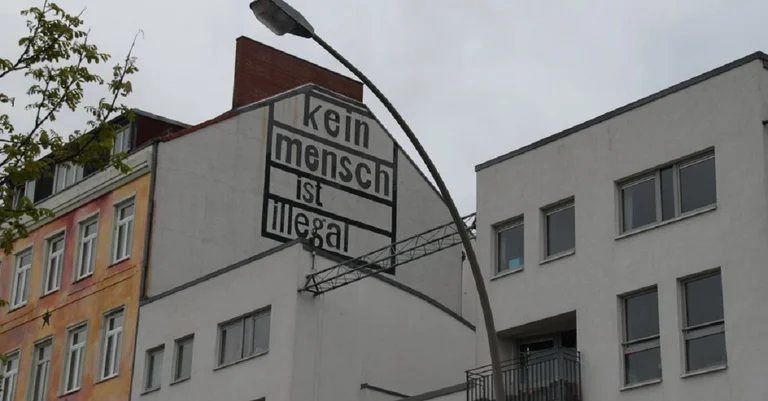 kein
mensch
ist
illegal